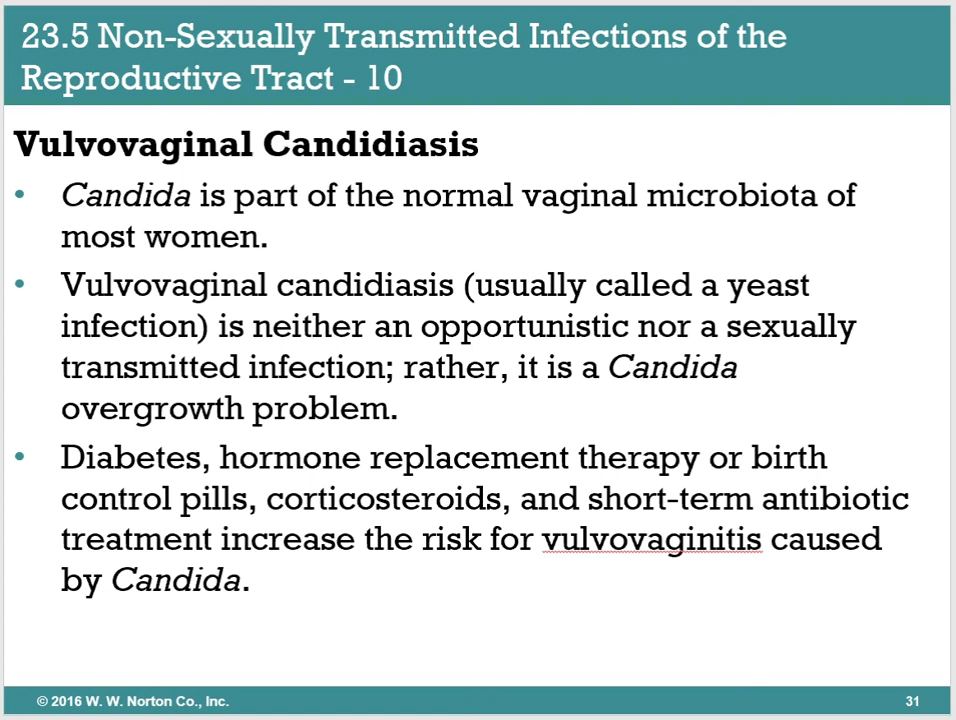 23.5 Non-Sexually Transmitted Infections of the
Reproductive Tract - 10
Vulvovaginal Candidiasis
• Candida is part of the normal vaginal microbiota of
most women.
• Vulvovaginal candidiasis (usually called a yeast
infection) is neither an opportunistic nor a sexually
transmitted infection; rather, it is a Candida
overgrowth problem.
• Diabetes, hormone replacement therapy or birth
control pills, corticosteroids, and short-term antibiotic
treatment increase the risk for vulvovaginitis caused
by Candida.
© 2016 W. W. Norton Co., Inc.
31